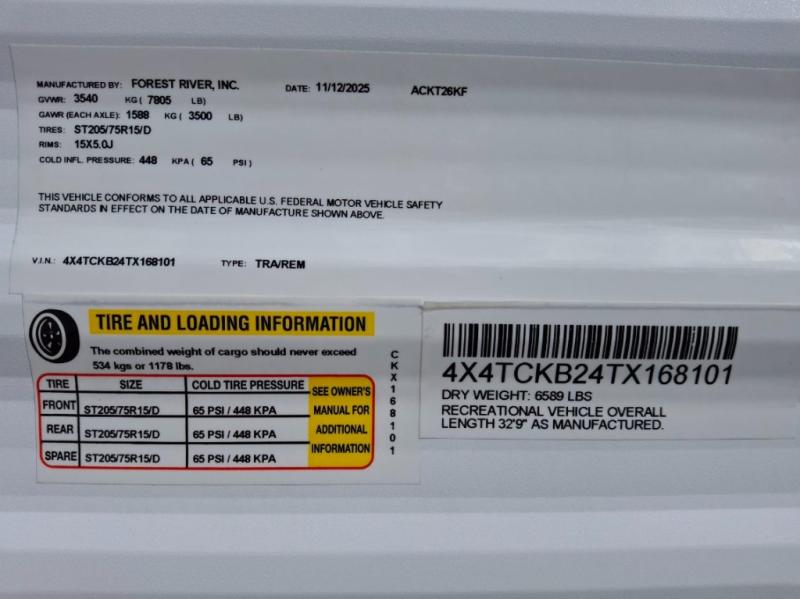 MANUFACTURED BY: FOREST RIVER, INC. DATE: 11/12/2025 ACKT26KF
GVWR: 3540 KG ( 7805 LB)
GAWR (EACH AXLE): 1588 KG ( 3500 LB)
TIRES: ST205/75R15/D
RIMS: 15X5.0J
COLD INFL. PRESSURE: 448 KPA ( 65 PSI )
THIS VEHICLE CONFORMS TO ALL APPLICABLE U.S. FEDERAL MOTOR VEHICLE SAFETY
STANDARDS IN EFFECT ON THE DATE OF MANUFACTURE SHOWN ABOVE.
V.I.N.: 4X4TCKB24TX168101 TYPE: TRA/REM
TIRE AND LOADING INFORMATION
The combined weight of cargo should never exceed
534 kgs or 1178 lbs.
TIRE SIZE COLD TIRE PRESSURE SEE OWNER'S
FRONT ST205/75R15/D 65 PSI / 448 KPA MANUAL FOR
REAR ST205/75R15/D 65 PSI / 448 KPA ADDITIONAL
SPARE ST205/75R15/D 65 PSI / 448 KPA INFORMATION
CKX168101
4X4TCKB24TX168101
DRY WEIGHT: 6589 LBS
RECREATIONAL VEHICLE OVERALL
LENGTH 32'9" AS MANUFACTURED.